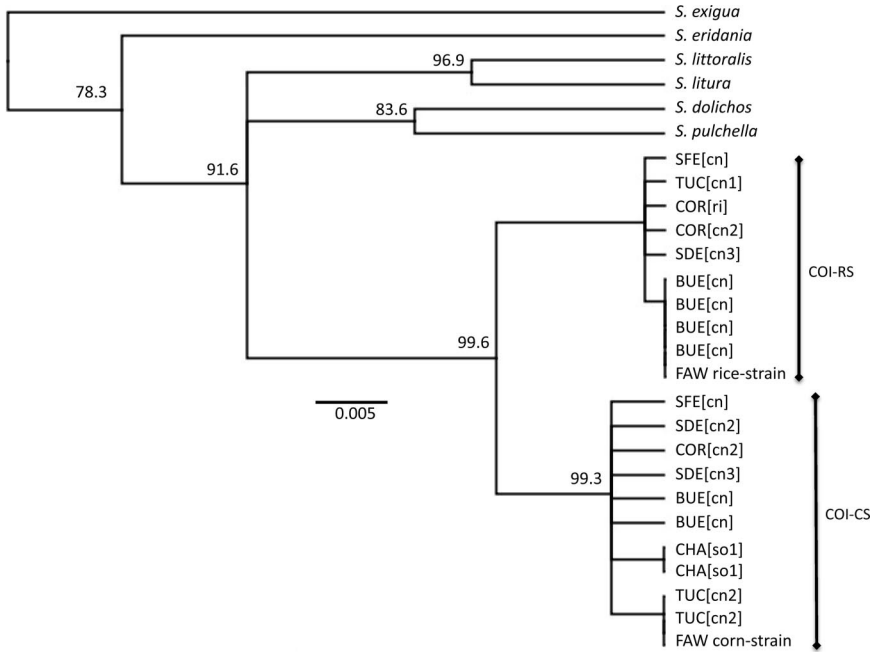 S. exigua
S. eridania
78.3
S. littoralis
96.9
S. litura
S. dolichos
83.6
S. pulchella
91.6
SFE[cn]
TUC[cn1]
COR[ri]
COR[cn2]
SDE[cn3]
BUE[cn]
BUE[cn]
BUE[cn]
BUE[cn]
FAW rice-strain
COI-RS
99.6
0.005
SFE[cn]
SDE[cn2]
COR[cn2]
SDE[cn3]
99.3
BUE[cn]
BUE[cn]
CHA[so1]
CHA[so1]
TUC[cn2]
TUC[cn2]
FAW corn-strain
COI-CS